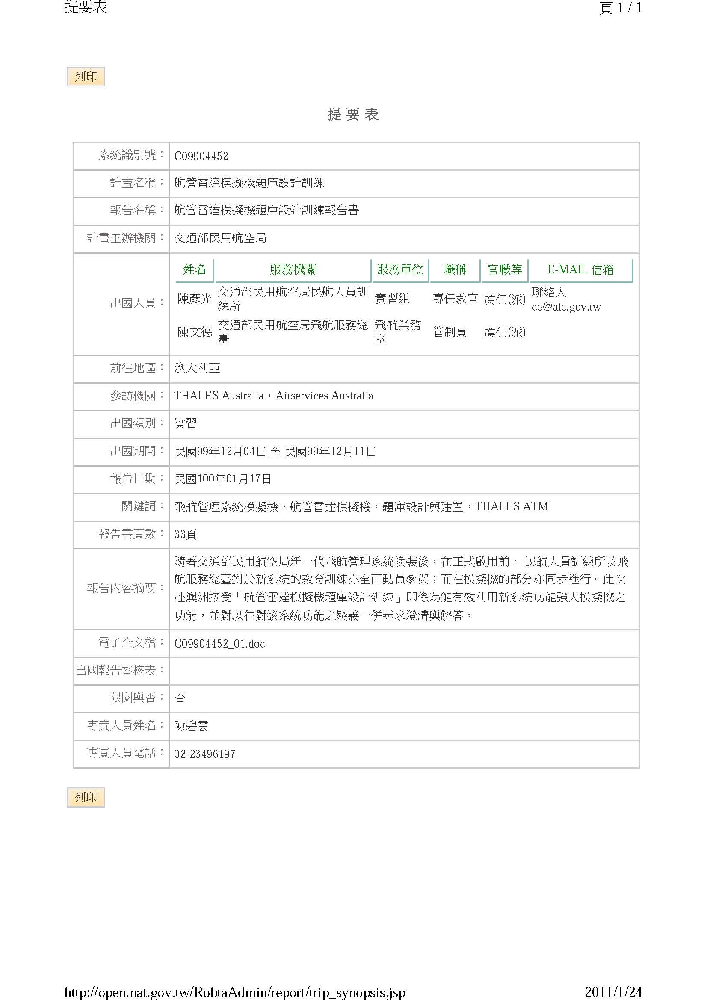 提要表
頁 1 / 1
列印
提 要 表
系統識別號： C09904452
計畫名稱： 航管雷達模擬機題庫設計訓練
報告名稱： 航管雷達模擬機題庫設計訓練報告書
計畫主辦機關： 交通部民用航空局
出國人員：
姓名 服務機關 服務單位 職稱 官職等 E-MAIL 信箱
陳彥光 交通部民用航空局民航人員訓練所 實習組 專任教官 薦任(派) 聯絡人 ce@atc.gov.tw
陳文德 交通部民用航空局飛航服務總臺 飛航業務室 管制員 薦任(派)
前往地區： 澳大利亞
參訪機關： THALES Australia，Airservices Australia
出國類別： 實習
出國期間： 民國99年12月04日 至 民國99年12月11日
報告日期： 民國100年01月17日
關鍵詞： 飛航管理系統模擬機，航管雷達模擬機，題庫設計與建置，THALES ATM
報告書頁數： 33頁
報告內容摘要：
隨著交通部民用航空局新一代飛航管理系統換裝後，在正式啟用前， 民航人員訓練所及飛
航服務總臺對於新系統的教育訓練亦全面動員參與；而在模擬機的部分亦同步進行。此次
赴澳洲接受「航管雷達模擬機題庫設計訓練」即係為能有效利用新系統功能強大模擬機之
功能，並對以往對該系統功能之疑義一併尋求澄清與解答。
電子全文檔： C09904452_01.doc
出國報告審核表：
限閱與否： 否
專責人員姓名： 陳碧雲
專責人員電話： 02-23496197
列印
http://open.nat.gov.tw/RobtaAdmin/report/trip_synopsis.jsp
2011/1/24